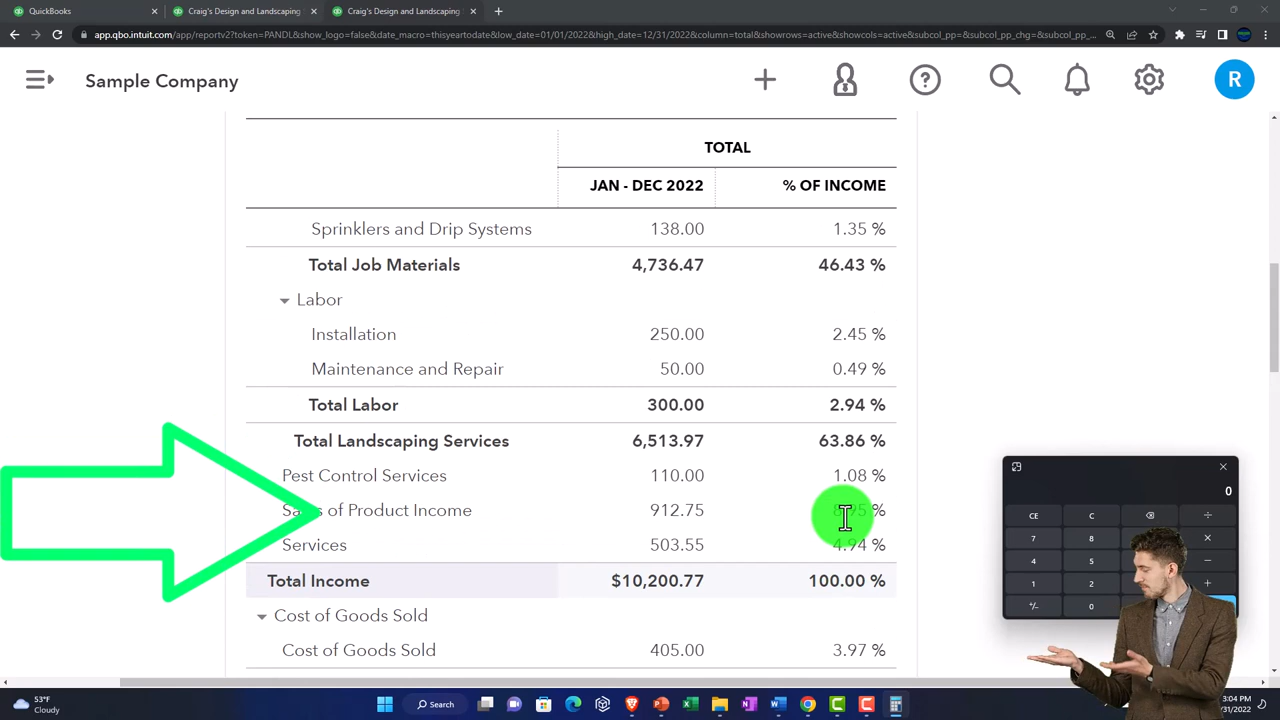 QuickBooks
Craig's Design and Landscaping
Craig's Design and Landscaping
app.qbo.intuit.com/app/reportv2?token=PANDL&show_logo=false&date_macro=thisyeartodate&low_date=01/01/2022&high_date=12/31/2022&column=total&showrows=active&showcols=active&subcol_pp=&subcol_pp_chg=&subcol_py=&subcol_py_...
Sample Company
R
TOTAL
JAN - DEC 2022 % OF INCOME
Sprinklers and Drip Systems 138.00 1.35 %
Total Job Materials 4,736.47 46.43 %
Labor
Installation 250.00 2.45 %
Maintenance and Repair 50.00 0.49 %
Total Labor 300.00 2.94 %
Total Landscaping Services 6,513.97 63.86 %
Pest Control Services 110.00 1.08 %
Sales of Product Income 912.75 8.95 %
Services 503.55 4.94 %
Total Income $10,200.77 100.00 %
Cost of Goods Sold
Cost of Goods Sold 405.00 3.97 %
0
CE C ÷
7 8 ×
4 5 −
1 2 +
+/− 0
53°F
Cloudy
Search